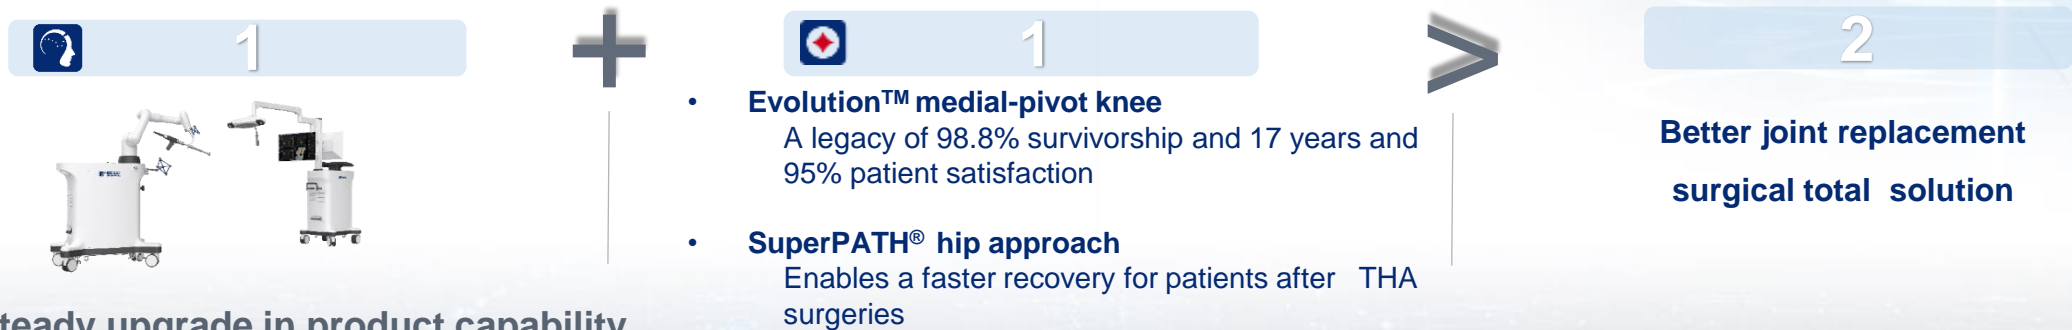 1
+
1
>
2
• Evolution™ medial-pivot knee
A legacy of 98.8% survivorship and 17 years and
95% patient satisfaction
• SuperPATH® hip approach
Enables a faster recovery for patients after THA
surgeries
Better joint replacement
surgical total solution
teady upgrade in product capability